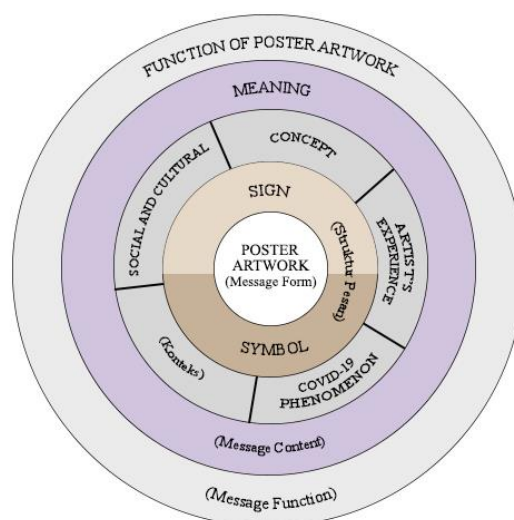 FUNCTION OF POSTER ARTWORK
MEANING
CONCEPT
SOCIAL AND CULTURAL
ARTIST'S
EXPERIENCE
SIGN
(Struktur Pesan)
POSTER
ARTWORK
(Message Form)
SYMBOL
(Konteks)
COVID-19
PHENOMENON
(Message Content)
(Message Function)